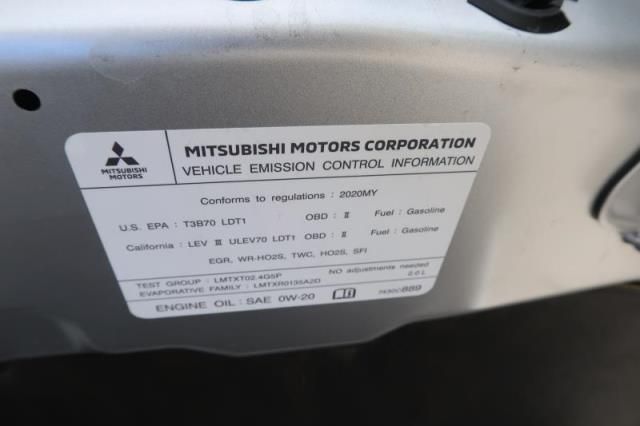 MITSUBISHI MOTORS
MITSUBISHI MOTORS CORPORATION
VEHICLE EMISSION CONTROL INFORMATION
Conforms to regulations : 2020MY
U.S. EPA : T3B70 LDT1 OBD : Ⅱ Fuel : Gasoline
California : LEV Ⅲ ULEV70 LDT1 OBD : Ⅱ Fuel : Gasoline
EGR, WR-HO2S, TWC, HO2S, SFI
No adjustments needed
TEST GROUP : LMTXT02.4G5P 2.0 L
EVAPORATIVE FAMILY : LMTXR0135A2D
ENGINE OIL : SAE 0W-20